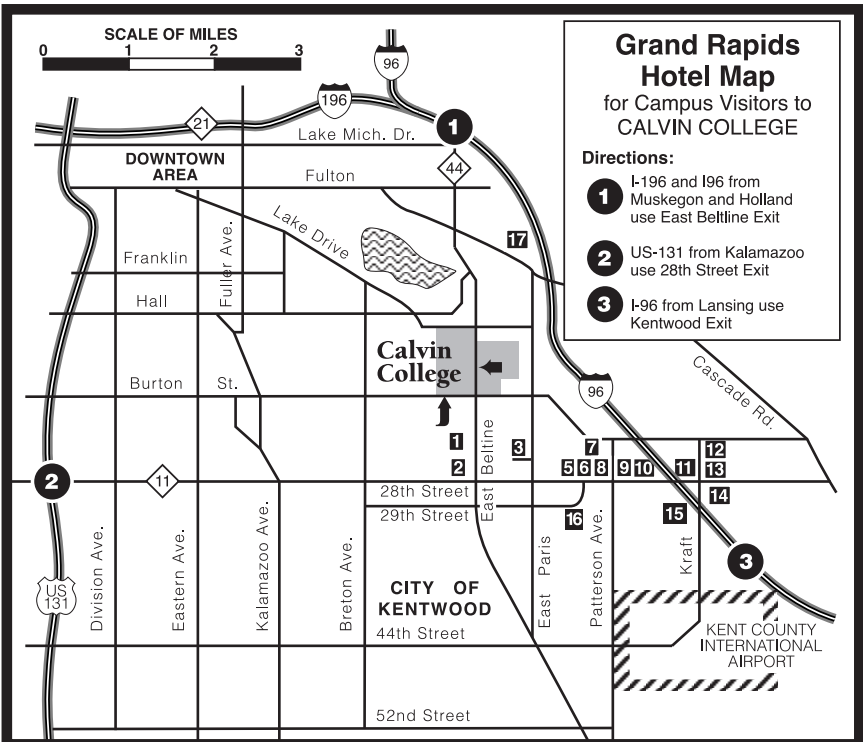 SCALE OF MILES
0 1 2 3
Grand Rapids
Hotel Map
for Campus Visitors to
CALVIN COLLEGE
Directions:
1
I-196 and I96 from
Muskegon and Holland
use East Beltline Exit
2
US-131 from Kalamazoo
use 28th Street Exit
3
I-96 from Lansing use
Kentwood Exit
96
196
21
1
Lake Mich. Dr.
DOWNTOWN
AREA
Fulton
44
Lake Drive
17
Franklin
Fuller Ave.
Hall
Calvin
College
Burton St.
96
Cascade Rd.
1
2
East Beltine
3
7
5 6 8 9 10 11
12
13
2
11
28th Street
29th Street
14
15
16
3
US
131
Division Ave.
Eastern Ave.
Kalamazoo Ave.
Breton Ave.
East Paris
Patterson Ave.
Kraft
CITY OF
KENTWOOD
44th Street
KENT COUNTY
INTERNATIONAL
AIRPORT
52nd Street